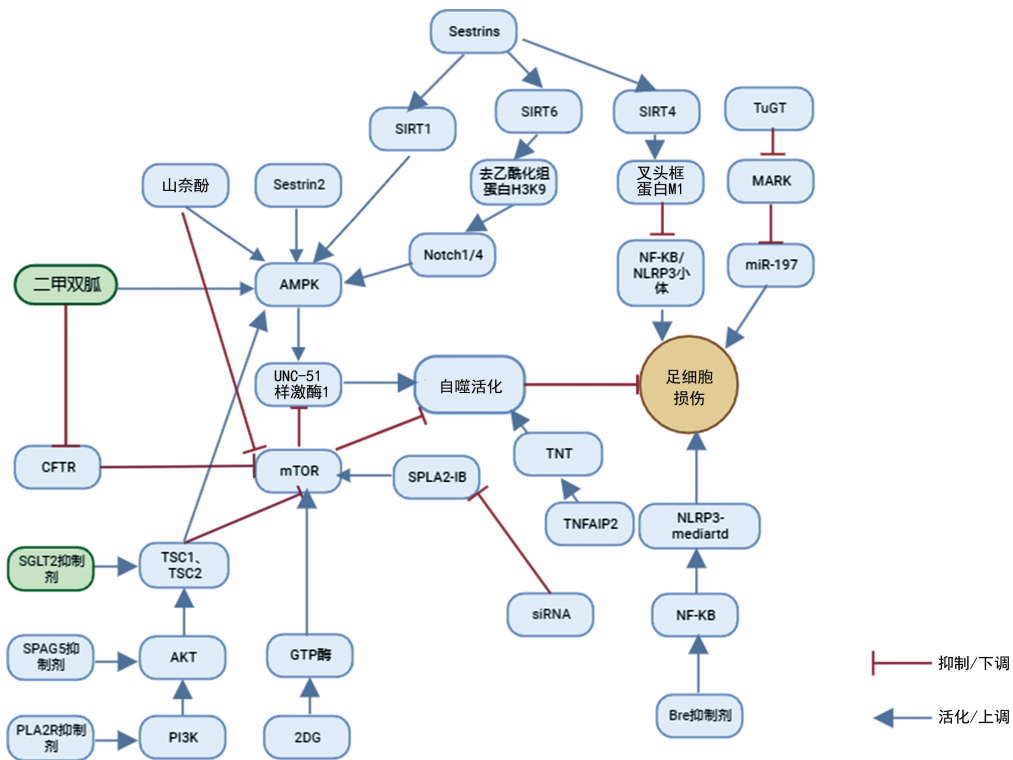 Sestrins
SIRT1
SIRT6
SIRT4
TuGT
山奈酚
Sestrin2
去乙酰化组
蛋白H3K9
叉头框
蛋白M1
MARK
Notch1/4
NF-KB/
NLRP3小
体
miR-197
二甲双胍
AMPK
UNC-51
样激酶1
自噬活化
足细胞
损伤
CFTR
mTOR
SPLA2-IB
TNT
TNFAIP2
NLRP3-
mediartd
SGLT2抑制
剂
TSC1、
TSC2
siRNA
NF-KB
SPAG5抑
制剂
AKT
GTP酶
抑制/下调
PLA2R抑制
剂
PI3K
2DG
Bre抑制剂
活化/上调